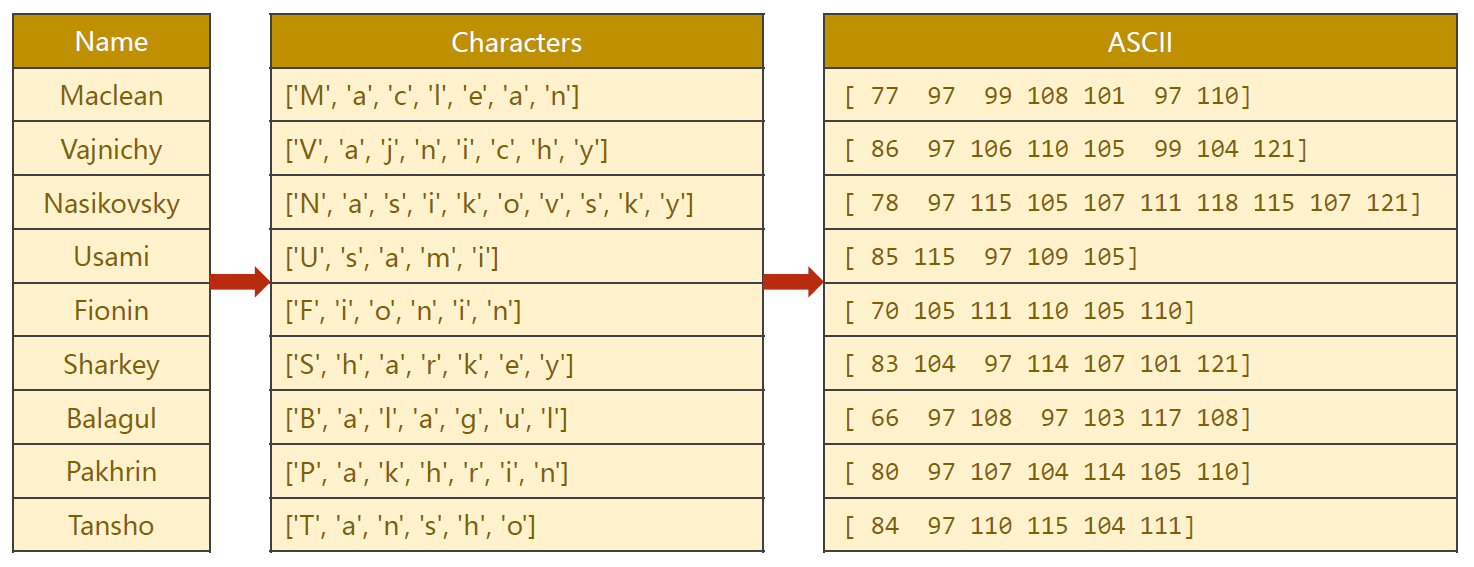 Name Characters ASCII
Maclean ['M', 'a', 'c', 'l', 'e', 'a', 'n'] [ 77  97  99 108 101  97 110]
Vajnichy ['V', 'a', 'j', 'n', 'i', 'c', 'h', 'y'] [ 86  97 106 110 105  99 104 121]
Nasikovsky ['N', 'a', 's', 'i', 'k', 'o', 'v', 's', 'k', 'y'] [ 78  97 115 105 107 111 118 115 107 121]
Usami ['U', 's', 'a', 'm', 'i'] [ 85 115  97 109 105]
Fionin ['F', 'i', 'o', 'n', 'i', 'n'] [ 70 105 111 110 105 110]
Sharkey ['S', 'h', 'a', 'r', 'k', 'e', 'y'] [ 83 104  97 114 107 101 121]
Balagul ['B', 'a', 'l', 'a', 'g', 'u', 'l'] [ 66  97 108  97 103 117 108]
Pakhrin ['P', 'a', 'k', 'h', 'r', 'i', 'n'] [ 80  97 107 104 114 105 110]
Tansho ['T', 'a', 'n', 's', 'h', 'o'] [ 84  97 110 115 104 111]